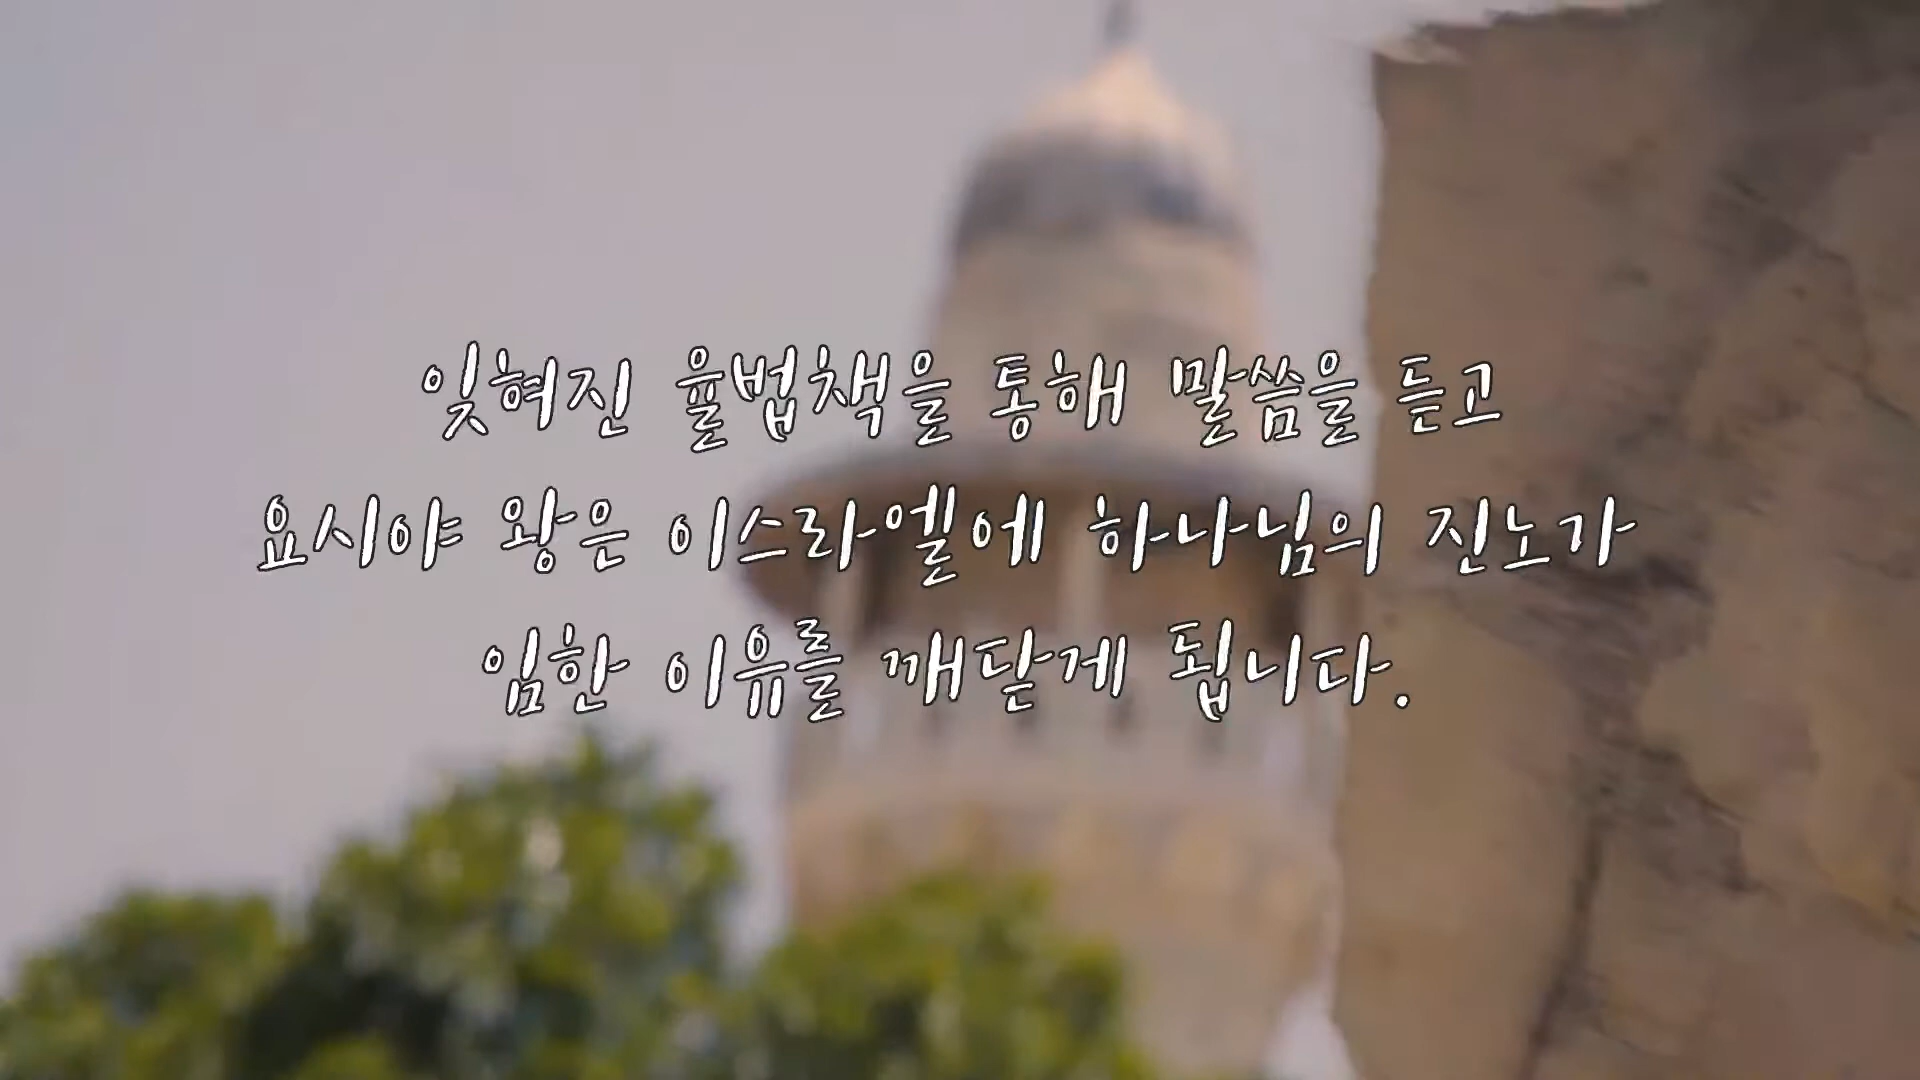 잊혀진 율법책을 통해 말씀을 듣고
요시야 왕은 이스라엘에 하나님의 진노가
임한 이유를 깨닫게 됩니다.